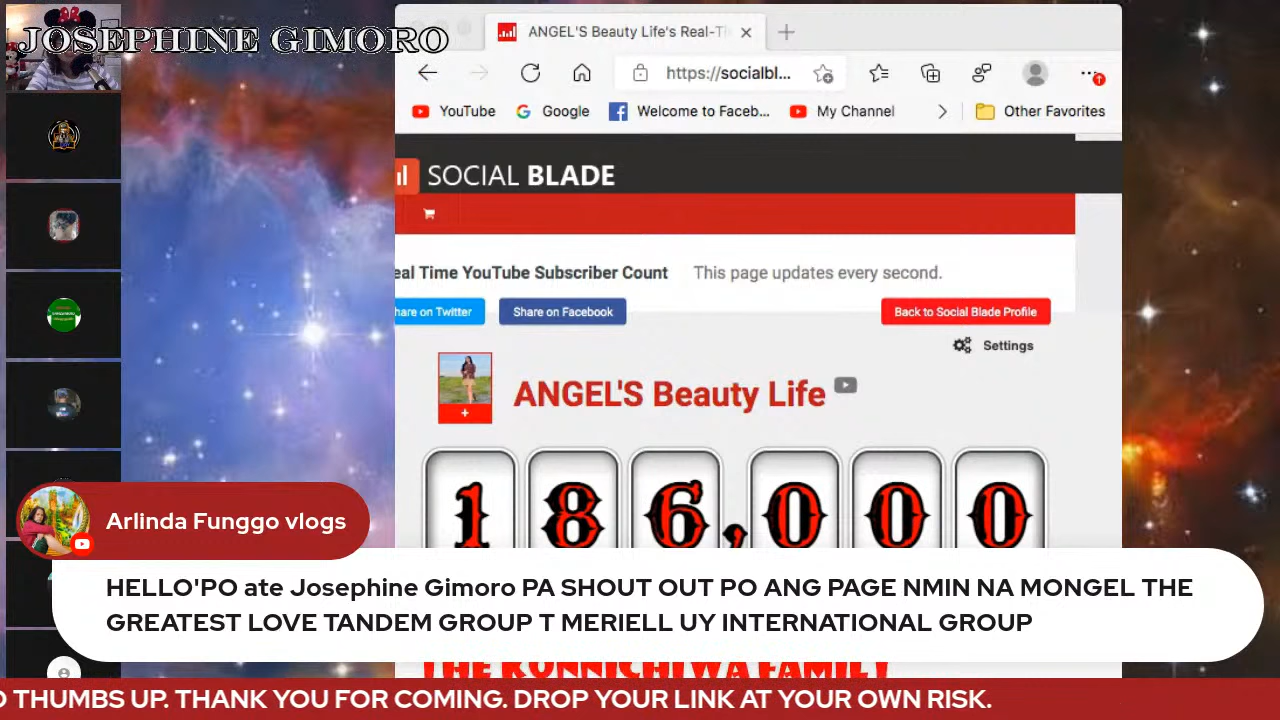 JOSEPHINE GIMORO
ANGEL'S Beauty Life's Real-Ti
https://socialbl...
YouTube
Google
Welcome to Faceb...
My Channel
Other Favorites
SOCIAL BLADE
eal Time YouTube Subscriber Count
This page updates every second.
hare on Twitter
Share on Facebook
Back to Social Blade Profile
Settings
ANGEL'S Beauty Life
186,000
Arlinda Funggo vlogs
HELLO'PO ate Josephine Gimoro PA SHOUT OUT PO ANG PAGE NMIN NA MONGEL THE
GREATEST LOVE TANDEM GROUP T MERIELL UY INTERNATIONAL GROUP
THE KONNICHIWA FAMILY
THUMBS UP. THANK YOU FOR COMING. DROP YOUR LINK AT YOUR OWN RISK.